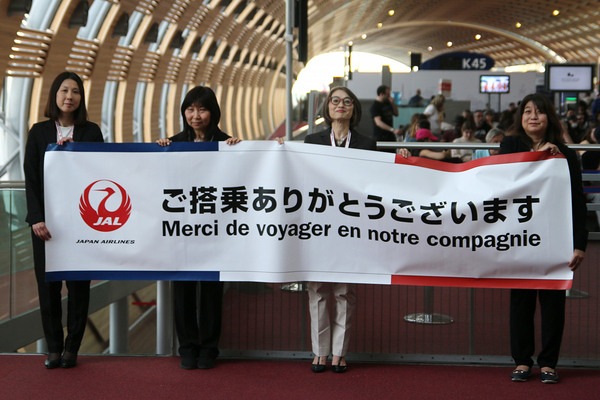 K45
JAL
JAPAN AIRLINES
ご搭乗ありがとうございます
Merci de voyager en notre compagnie